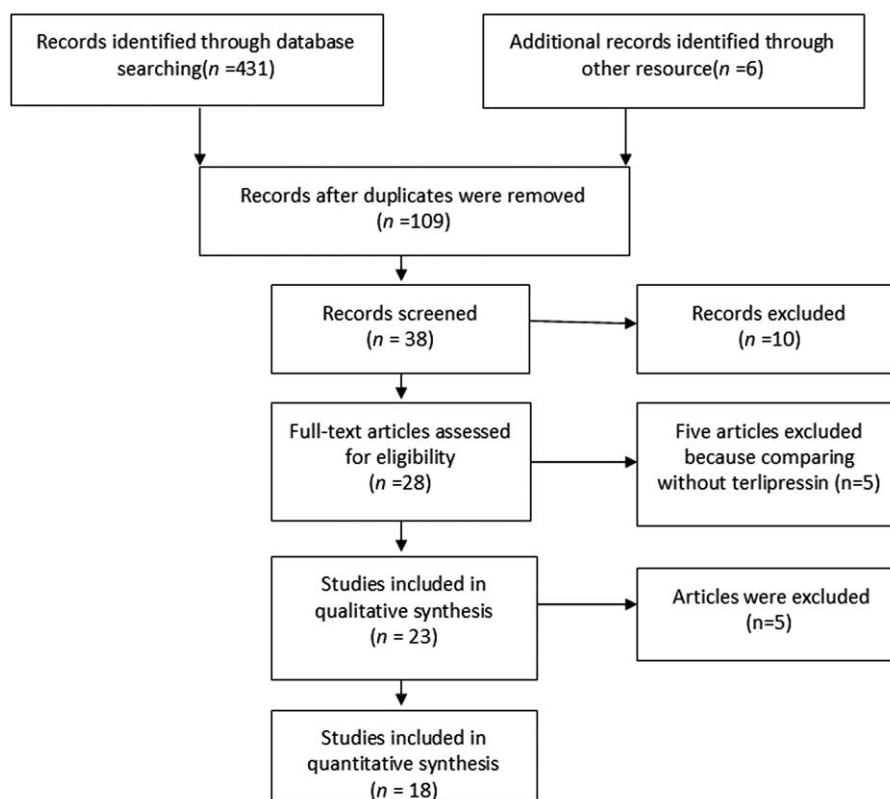 Records identified through database
searching(n =431)
Additional records identified through
other resource(n =6)
Records after duplicates were removed
(n =109)
Records screened
(n = 38)
Records excluded
(n =10)
Full-text articles assessed
for eligibility
(n =28)
Five articles excluded
because comparing
without terlipressin (n=5)
Studies included in
qualitative synthesis
(n = 23)
Articles were excluded
(n=5)
Studies included in
quantitative synthesis
(n = 18)